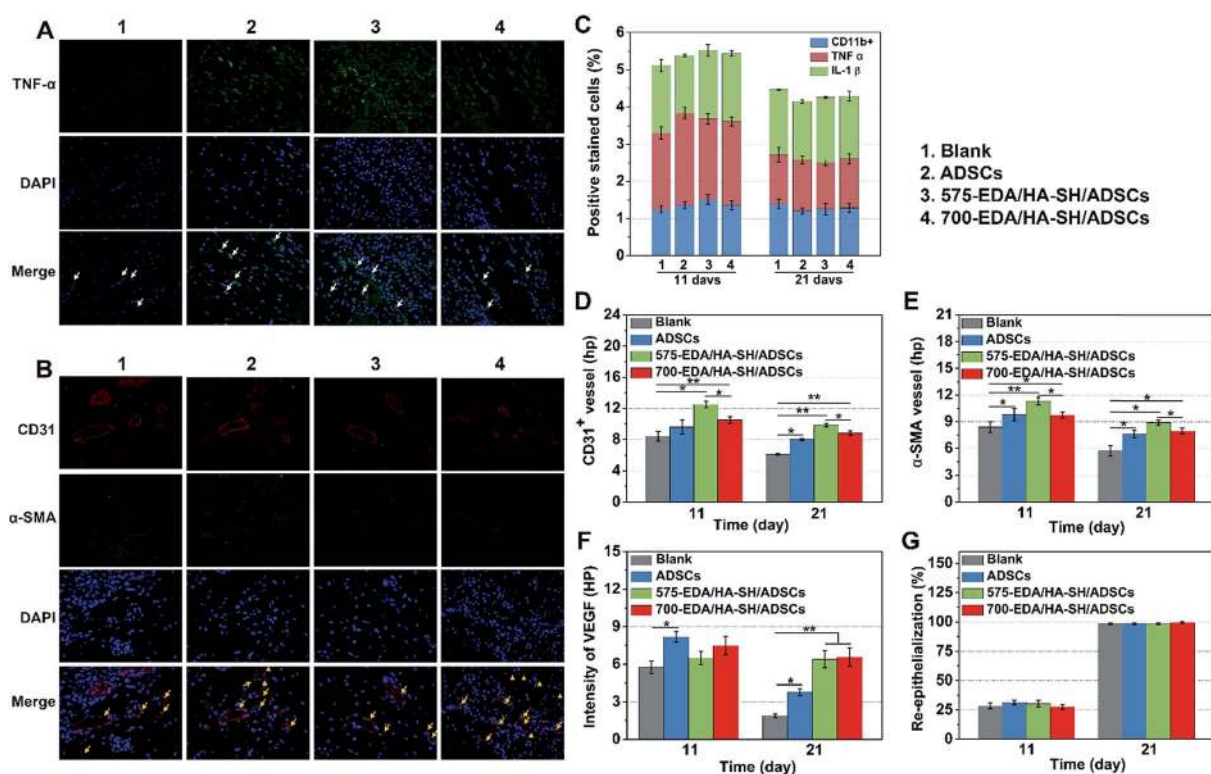 A
1
2
3
4
TNF-α
DAPI
Merge
B
1
2
3
4
CD31
α-SMA
DAPI
Merge
C
Positive stained cells (%)
6
5
4
3
2
1
0
CD11b+
TNF α
IL-1 β
1 2 3 4
11 days
1 2 3 4
21 days
1. Blank
2. ADSCs
3. 575-EDA/HA-SH/ADSCs
4. 700-EDA/HA-SH/ADSCs
D
CD31+ vessel (hp)
24
20
16
12
8
4
0
Blank
ADSCs
575-EDA/HA-SH/ADSCs
700-EDA/HA-SH/ADSCs
**
*
*
**
**
*
*
11
21
Time (day)
E
α-SMA vessel (hp)
21
18
15
12
9
6
3
0
Blank
ADSCs
575-EDA/HA-SH/ADSCs
700-EDA/HA-SH/ADSCs
*
**
*
*
*
*
*
*
11
21
Time (day)
F
Intensity of VEGF (HP)
15
12
9
6
3
0
Blank
ADSCs
575-EDA/HA-SH/ADSCs
700-EDA/HA-SH/ADSCs
*
**
*
11
21
Time (day)
G
Re-epithelialization (%)
150
125
100
75
50
25
0
Blank
ADSCs
575-EDA/HA-SH/ADSCs
700-EDA/HA-SH/ADSCs
11
21
Time (day)